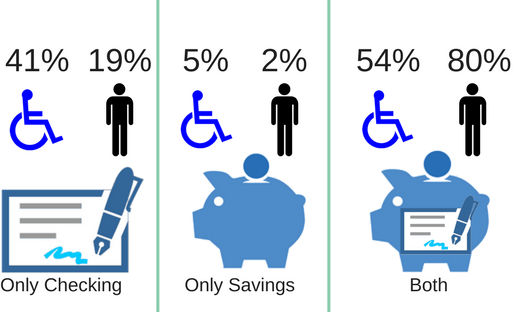 41% 19% 5% 2% 54% 80%
Only Checking Only Savings Both